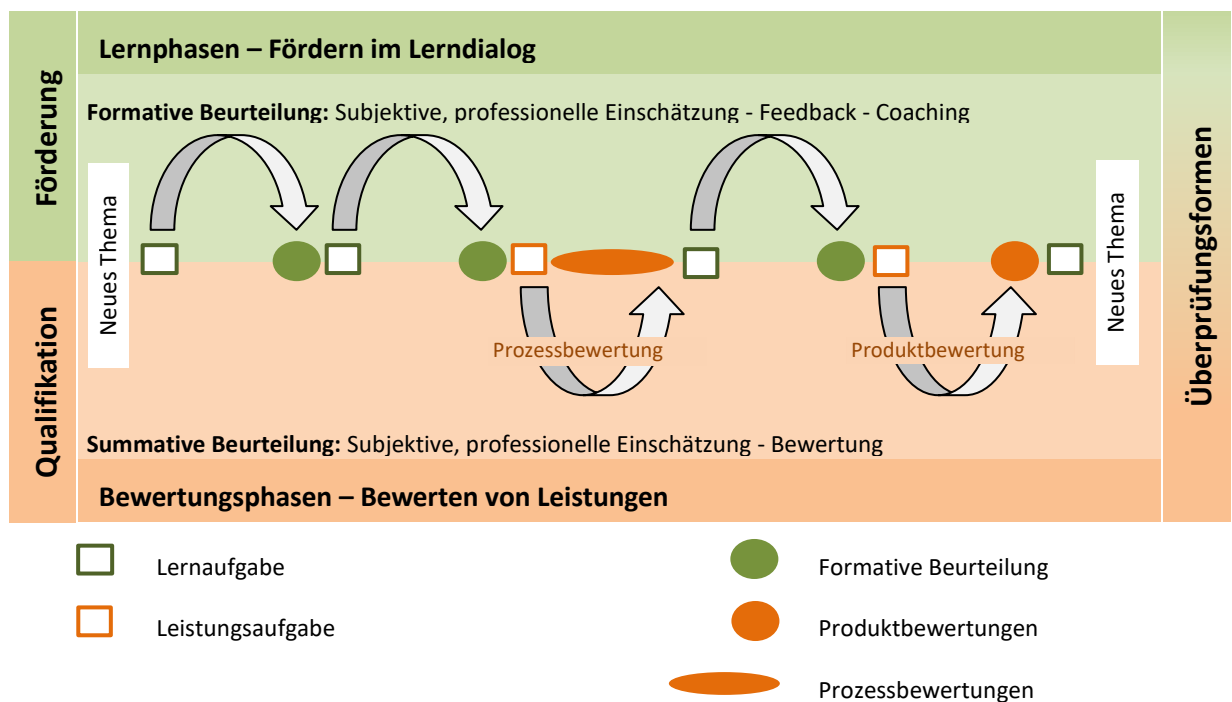 Förderung
Qualifikation
Lernphasen – Fördern im Lerndialog
Formative Beurteilung: Subjektive, professionelle Einschätzung - Feedback - Coaching
Neues Thema
Prozessbewertung
Produktbewertung
Neues Thema
Summative Beurteilung: Subjektive, professionelle Einschätzung - Bewertung
Bewertungsphasen – Bewerten von Leistungen
Überprüfungsformen
Lernaufgabe
Formative Beurteilung
Leistungsaufgabe
Produktbewertungen
Prozessbewertungen